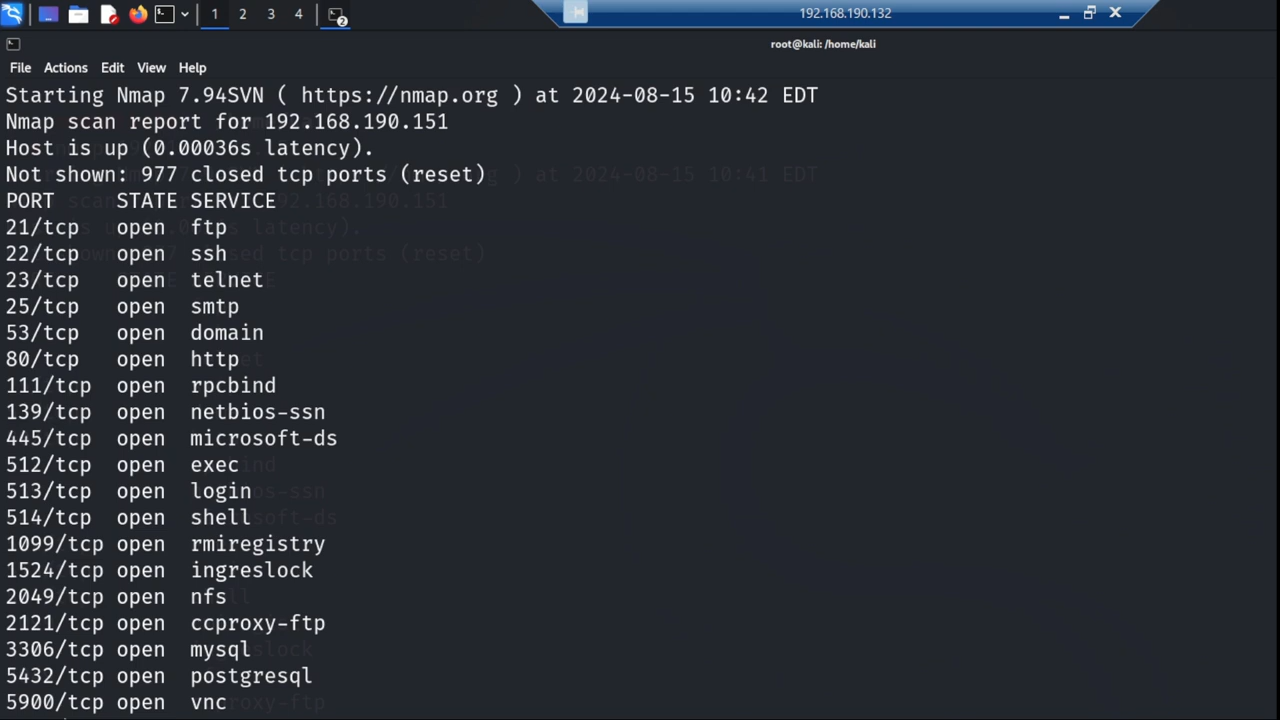 1 2 3 4 2
192.168.190.132
root@kali: /home/kali
File Actions Edit View Help
Starting Nmap 7.94SVN ( https://nmap.org ) at 2024-08-15 10:42 EDT
Nmap scan report for 192.168.190.151
Host is up (0.00036s latency).
Not shown: 977 closed tcp ports (reset)
PORT STATE SERVICE
21/tcp open ftp
22/tcp open ssh
23/tcp open telnet
25/tcp open smtp
53/tcp open domain
80/tcp open http
111/tcp open rpcbind
139/tcp open netbios-ssn
445/tcp open microsoft-ds
512/tcp open exec
513/tcp open login
514/tcp open shell
1099/tcp open rmiregistry
1524/tcp open ingreslock
2049/tcp open nfs
2121/tcp open ccproxy-ftp
3306/tcp open mysql
5432/tcp open postgresql
5900/tcp open vnc